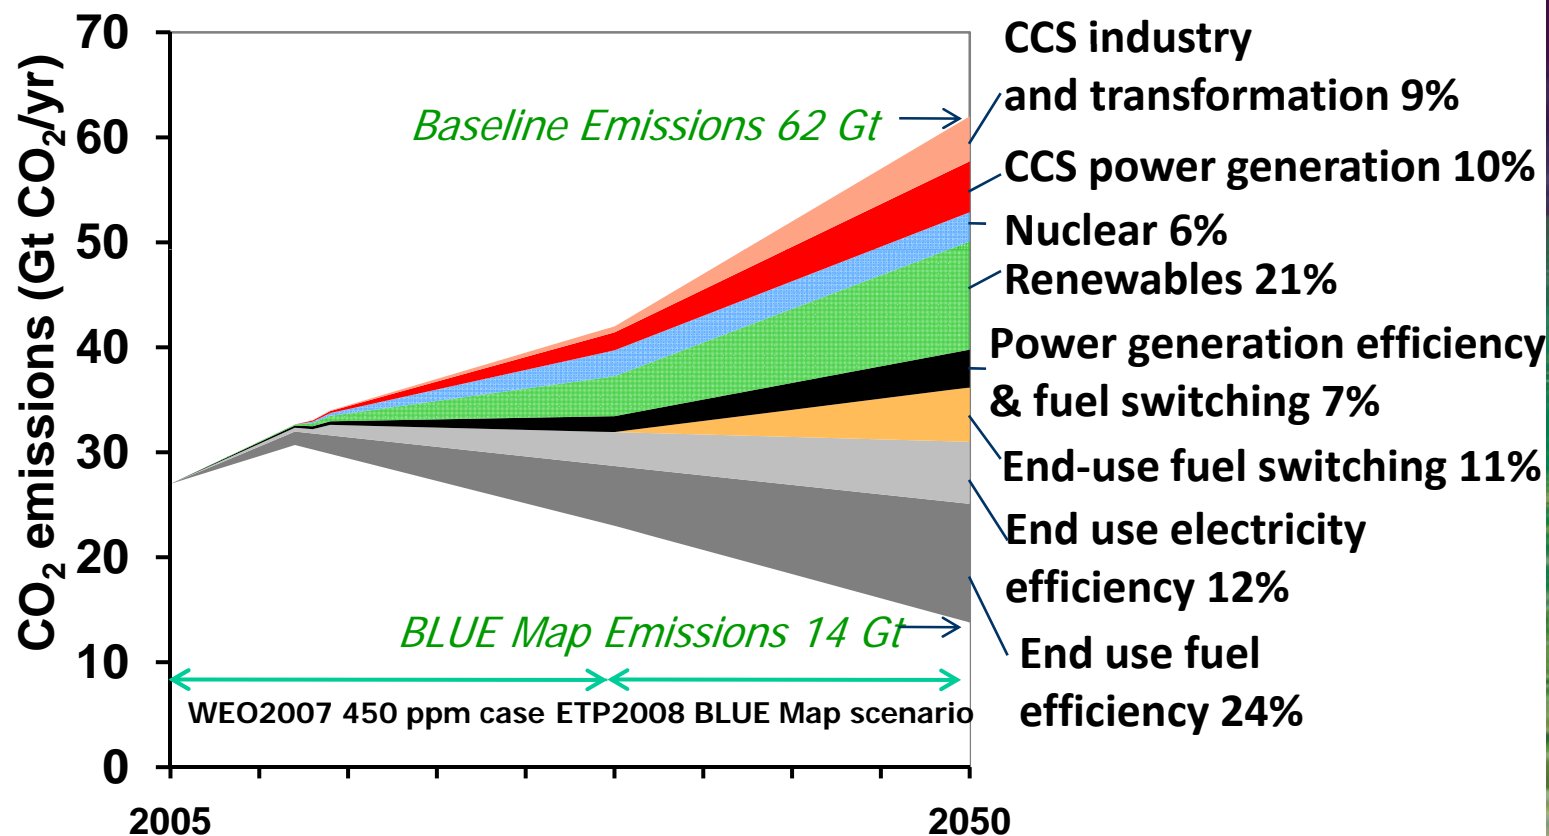 CO₂ emissions (Gt CO₂/yr)
70
60
50
40
30
20
10
0
2005
2050
Baseline Emissions 62 Gt
BLUE Map Emissions 14 Gt
WEO2007 450 ppm case ETP2008 BLUE Map scenario
CCS industry
and transformation 9%
CCS power generation 10%
Nuclear 6%
Renewables 21%
Power generation efficiency
& fuel switching 7%
End-use fuel switching 11%
End use electricity
efficiency 12%
End use fuel
efficiency 24%